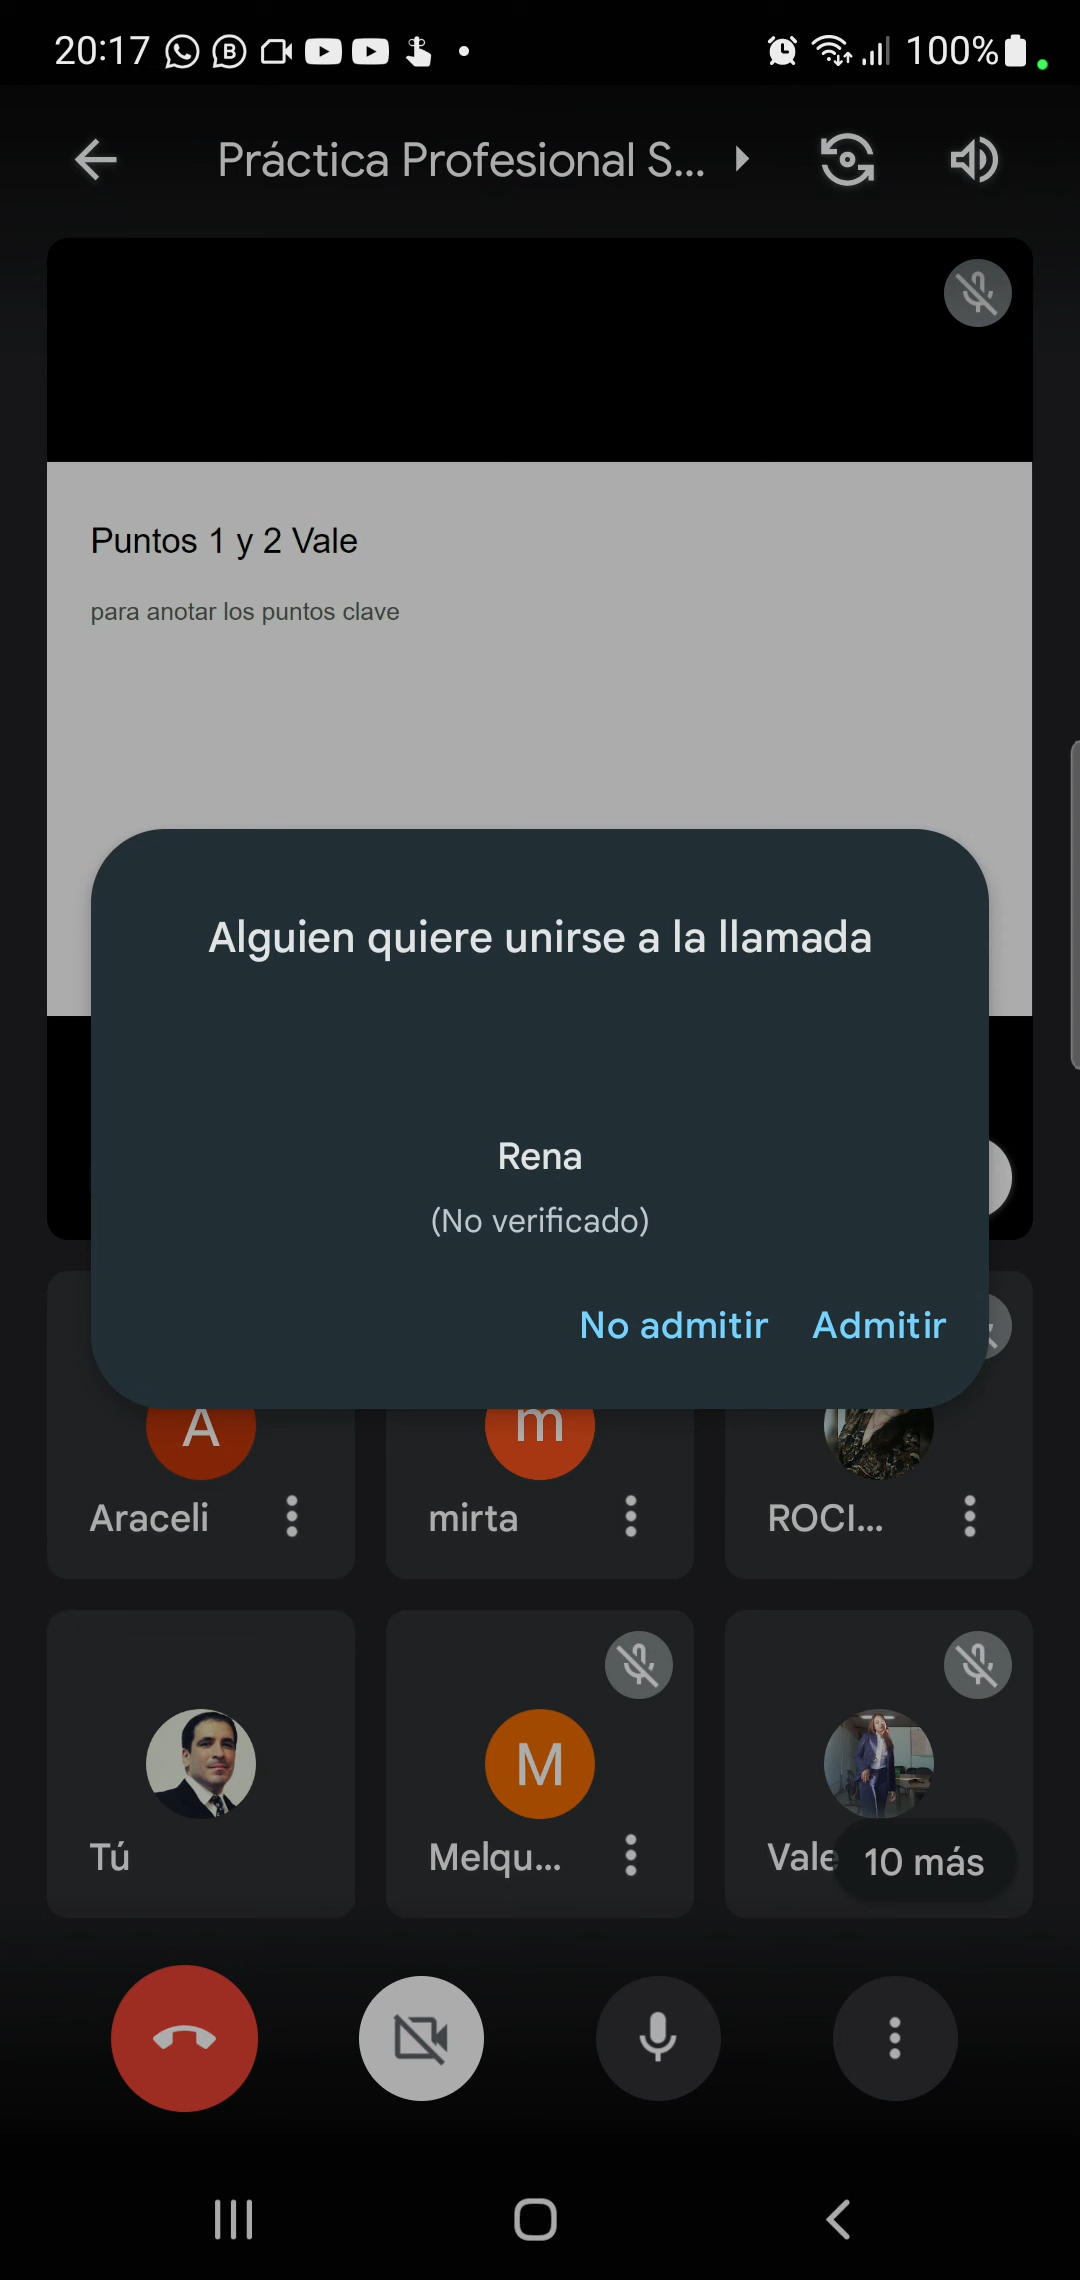 20:17
100%
Práctica Profesional S...
Puntos 1 y 2 Vale
para anotar los puntos clave
Alguien quiere unirse a la llamada
Rena
(No verificado)
No admitir Admitir
A m
Araceli mirta ROCI...
M
Tú Melqu... Vale 10 más